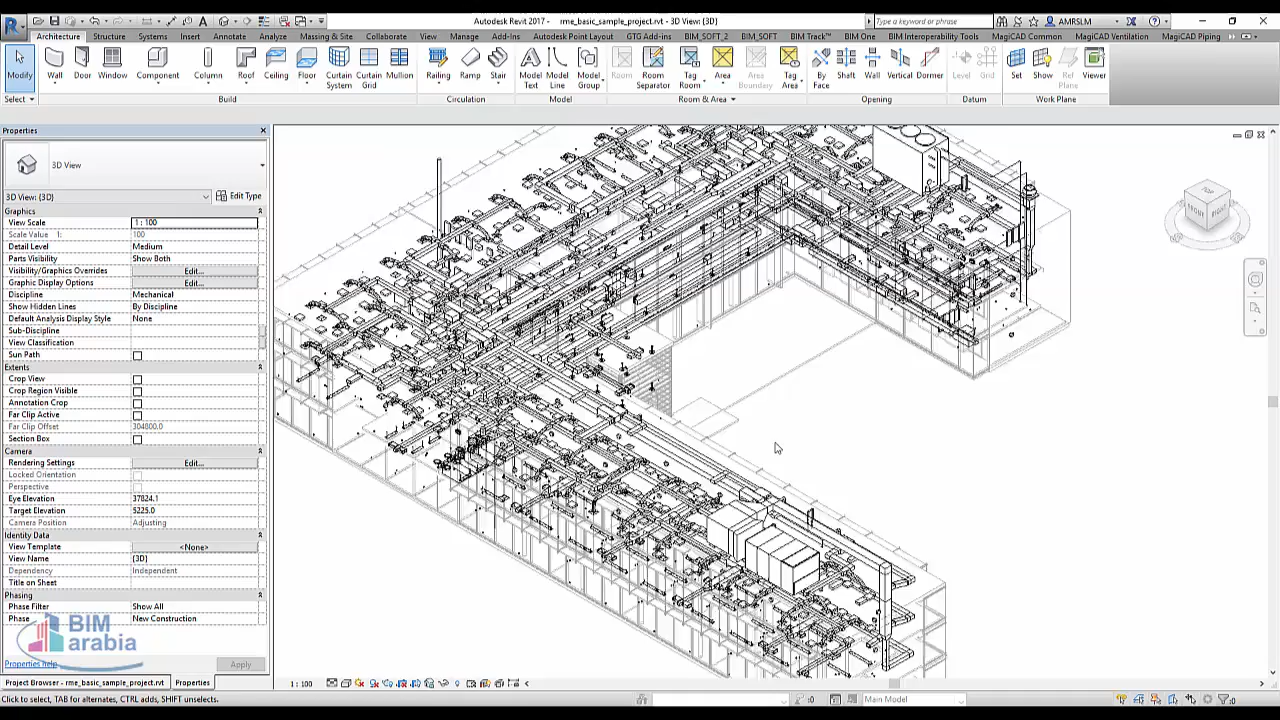 Autodesk Revit 2017 - rme_basic_sample_project.rvt - 3D View: {3D}
Type a keyword or phrase
AMRSLM
Architecture Structure Systems Insert Annotate Analyze Massing & Site Collaborate View Manage Add-Ins Autodesk Point Layout GTG Add-ins BIM_SOFT_2 BIM_SOFT BIM Track™ BIM One BIM Interoperability Tools MagiCAD Common MagiCAD Ventilation MagiCAD Piping
Modify Wall Door Window Component Column Roof Ceiling Floor Curtain System Curtain Grid Mullion Railing Ramp Stair Model Text Model Line Model Group Room Room Separator Tag Room Area Area Boundary Tag Area By Face Shaft Wall Vertical Dormer Level Grid Set Show Ref Plane Viewer
Select Build Circulation Model Room & Area Opening Datum Work Plane
Properties
3D View
3D View: {3D} Edit Type
Graphics
View Scale 1 : 100
Scale Value 1: 100
Detail Level Medium
Parts Visibility Show Both
Visibility/Graphics Overrides Edit...
Graphic Display Options Edit...
Discipline Mechanical
Show Hidden Lines By Discipline
Default Analysis Display Style None
Sub-Discipline
View Classification
Sun Path
Extents
Crop View
Crop Region Visible
Annotation Crop
Far Clip Active
Far Clip Offset 304800.0
Section Box
Camera
Rendering Settings Edit...
Locked Orientation
Perspective
Eye Elevation 37824.1
Target Elevation 5225.0
Camera Position Adjusting
Identity Data
View Template <None>
View Name {3D}
Dependency Independent
Title on Sheet
Phasing
Phase Filter Show All
Phase New Construction
BIM
arabia
Properties help Apply
Project Browser - rme_basic_sample_project.rvt Properties
1 : 100
Click to select, TAB for alternates, CTRL adds, SHIFT unselects.
:0 Main Model :0
TOP
FRONT RIGHT